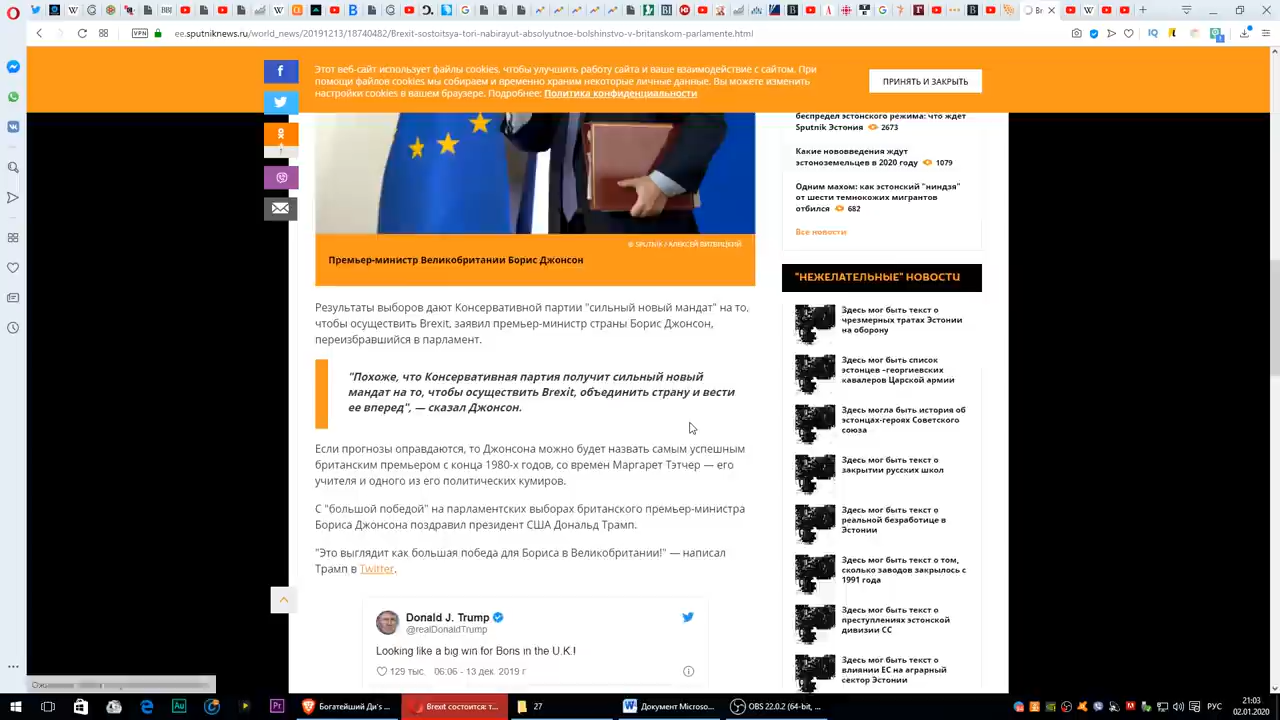 VPN
ee.sputniknews.ru/world_news/20191213/18740482/Brexit-sostoitsya-tori-nabirayut-absolyutnoe-bolshinstvo-v-britanskom-parlamente.html
Этот веб-сайт использует файлы cookies, чтобы улучшить работу сайта и ваше взаимодействие с сайтом. При
помощи файлов cookies мы собираем и временно храним некоторые личные данные. Вы можете изменить
настройки cookies в вашем браузере. Подробнее: Политика конфиденциальности
ПРИНЯТЬ И ЗАКРЫТЬ
© SPUTNIK / АЛЕКСЕЙ ВИТВИЦКИЙ
Премьер-министр Великобритании Борис Джонсон
Результаты выборов дают Консервативной партии "сильный новый мандат" на то,
чтобы осуществить Brexit, заявил премьер-министр страны Борис Джонсон,
переизбравшийся в парламент.
"Похоже, что Консервативная партия получит сильный новый
мандат на то, чтобы осуществить Brexit, объединить страну и вести
ее вперед", — сказал Джонсон.
Если прогнозы оправдаются, то Джонсона можно будет назвать самым успешным
британским премьером с конца 1980-х годов, со времен Маргарет Тэтчер — его
учителя и одного из его политических кумиров.
С "большой победой" на парламентских выборах британского премьер-министра
Бориса Джонсона поздравил президент США Дональд Трамп.
"Это выглядит как большая победа для Бориса в Великобритании!" — написал
Трамп в Twitter.
Donald J. Trump
@realDonaldTrump
Looking like a big win for Boris in the U.K.!
129 тыс. 06:06 - 13 дек. 2019 г.
беспредел эстонского режима: что ждет
Sputnik Эстония 2673
Какие нововведения ждут
эстоноземельцев в 2020 году 1079
Одним махом: как эстонский "ниндзя"
от шести темнокожих мигрантов
отбился 682
Все новости
"НЕЖЕЛАТЕЛЬНЫЕ" НОВОСТИ
Здесь мог быть текст о
чрезмерных тратах Эстонии
на оборону
Здесь мог быть список
эстонцев –георгиевских
кавалеров Царской армии
Здесь могла быть история об
эстонцах-героях Советского
союза
Здесь мог быть текст о
закрытии русских школ
Здесь мог быть текст о
реальной безработице в
Эстонии
Здесь мог быть текст о том,
сколько заводов закрылось с
1991 года
Здесь мог быть текст о
преступлениях эстонской
дивизии СС
Здесь мог быть текст о
влиянии ЕС на аграрный
сектор Эстонии
Au
Pr
Богатейший Ди's ...
Brexit состоится: т...
27
Документ Microso...
OBS 22.0.2 (64-bit, ...
РУС
21:03
02.01.2020